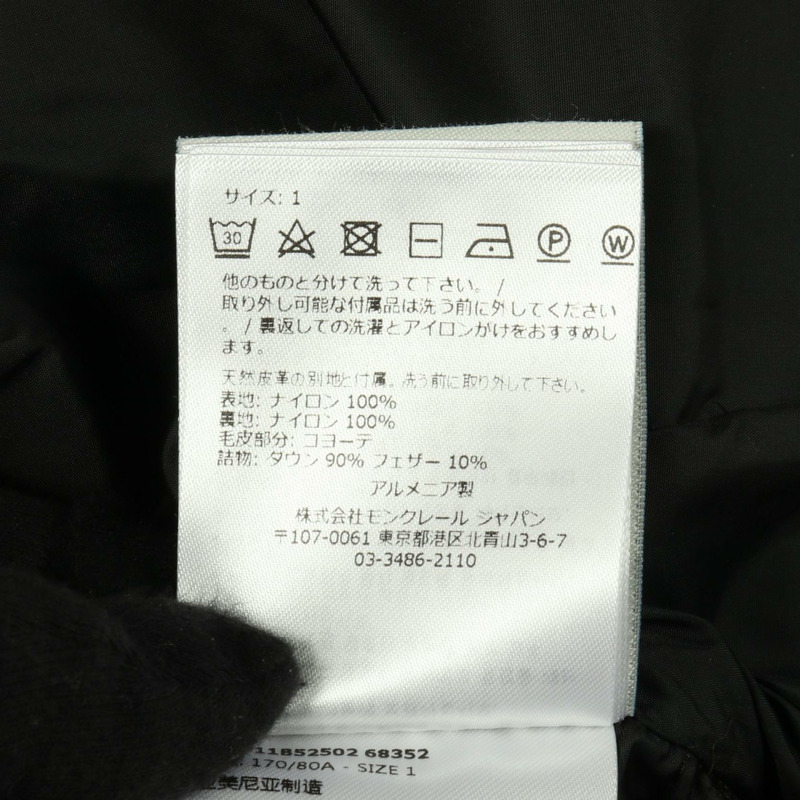 サイズ: 1
30 P W
他のものと分けて洗って下さい。 /
取り外し可能な付属品は洗う前に外してください
。 / 裏返しての洗濯とアイロンがけをおすすめし
ます。
天然皮革の別地と付属。洗う前に取り外して下さい。
表地: ナイロン 100%
裏地: ナイロン 100%
毛皮部分: コヨーテ
詰物: ダウン 90% フェザー 10%
アルメニア製
株式会社モンクレール ジャパン
〒107-0061 東京都港区北青山3-6-7
03-3486-2110
11B52502 68352
170/80A - SIZE 1
美尼亚制造